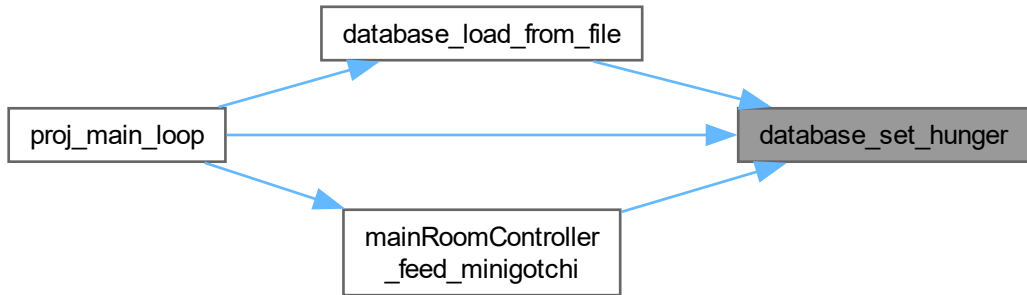 database_load_from_file
proj_main_loop
database_set_hunger
mainRoomController
_feed_minigotchi